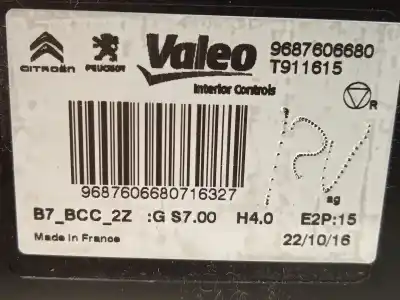 CITROËN PEUGEOT Valeo 9687606680
T911615
Interior Controls
R
9687606680716327
ag
B7_BCC_2Z :G S7.00 H4.0 E2P:15
Made in France 22/10/16